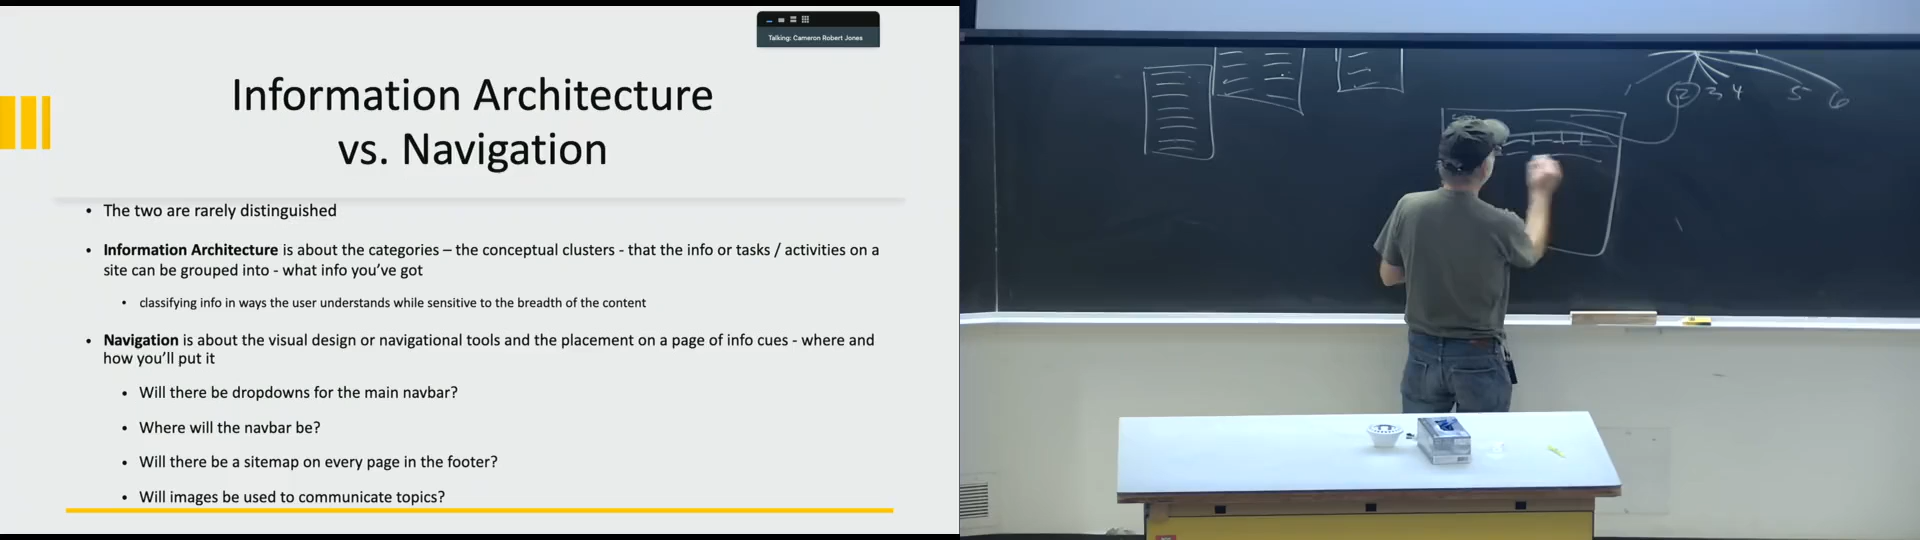 Talking: Cameron Robert Jones
Information Architecture
vs. Navigation
• The two are rarely distinguished
• Information Architecture is about the categories – the conceptual clusters - that the info or tasks / activities on a
site can be grouped into - what info you've got
• classifying info in ways the user understands while sensitive to the breadth of the content
• Navigation is about the visual design or navigational tools and the placement on a page of info cues - where and
how you'll put it
• Will there be dropdowns for the main navbar?
• Where will the navbar be?
• Will there be a sitemap on every page in the footer?
• Will images be used to communicate topics?
1 2 3 4 5 6